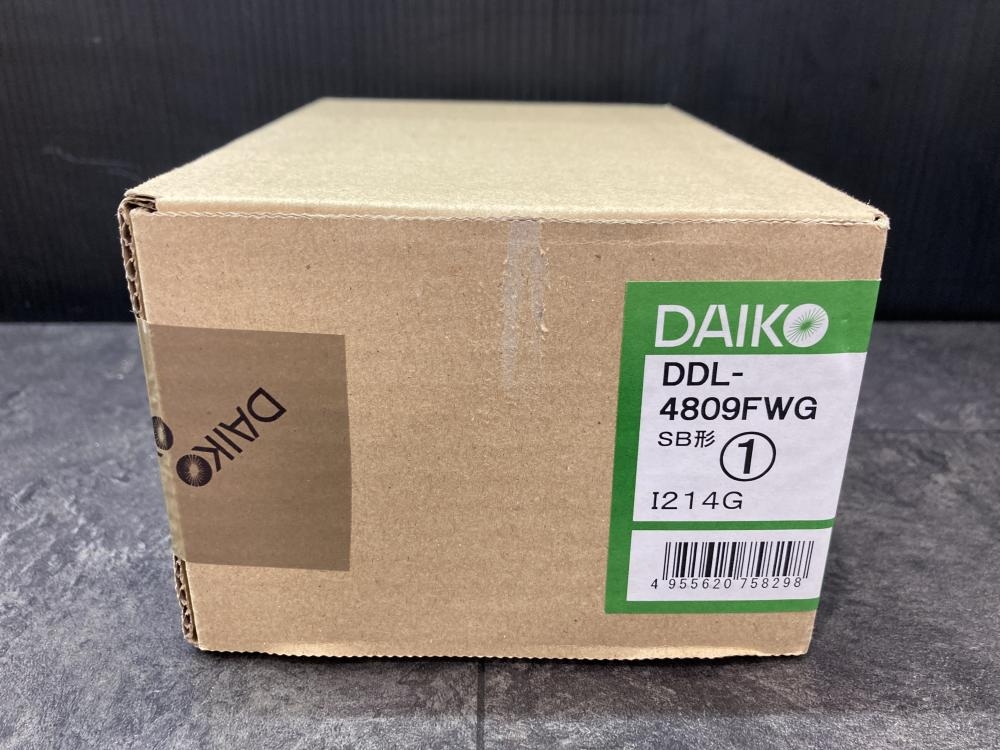 DAIKO
DAIKO
DDL-
4809FWG
SB形 ①
I214G
4 955620 758298